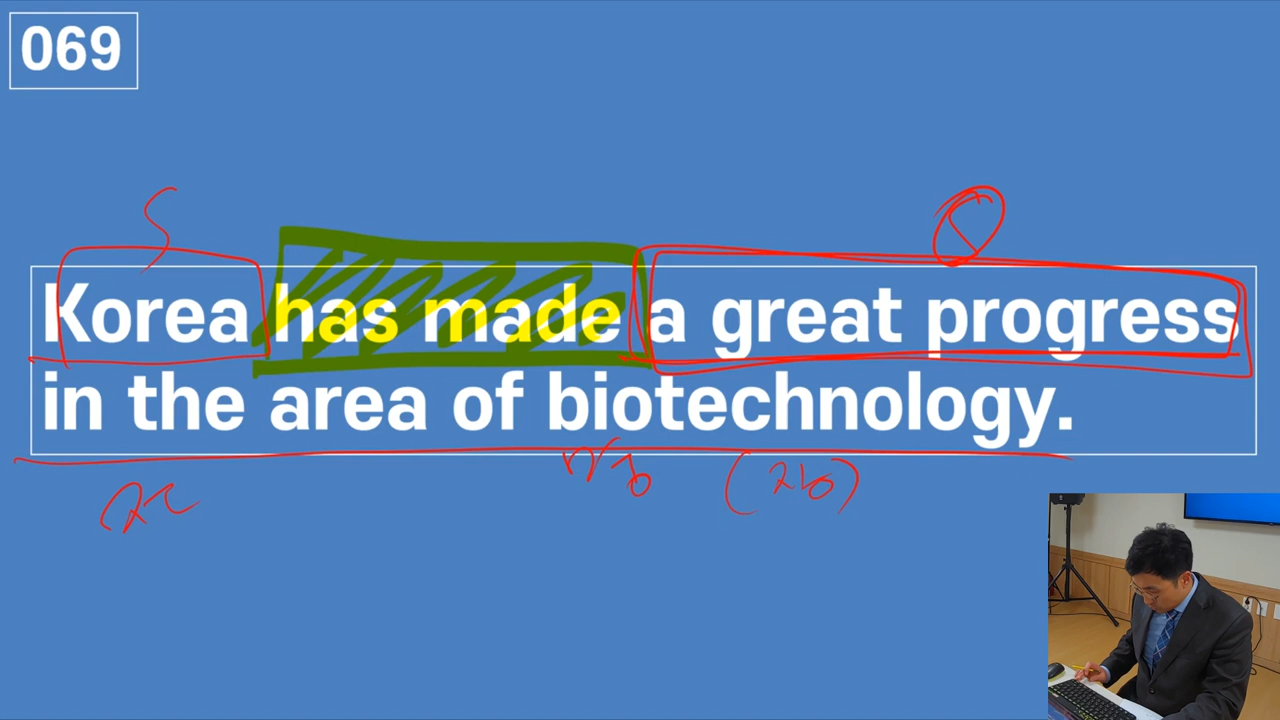 069
S
Korea has made a great progress
in the area of biotechnology.